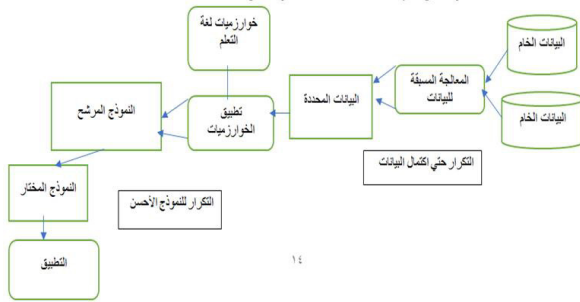 خوارزميات لغة
التعلم
البيانات الخام
المعالجة المسبقة
للبيانات
البيانات المحددة
تطبيق
الخوارزميات
النموذج المرشح
البيانات الخام
التكرار حتي اكتمال البيانات
النموذج المختار
التكرار للنموذج الأحسن
التطبيق
١٤